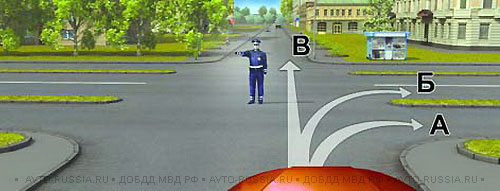 В
Б
А
• AVTO-RUSSIA.RU • ДОБДД МВД РФ • AVTO-RUSSIA.RU • ДОБДД МВД РФ • AVTO-RUSSIA.RU •